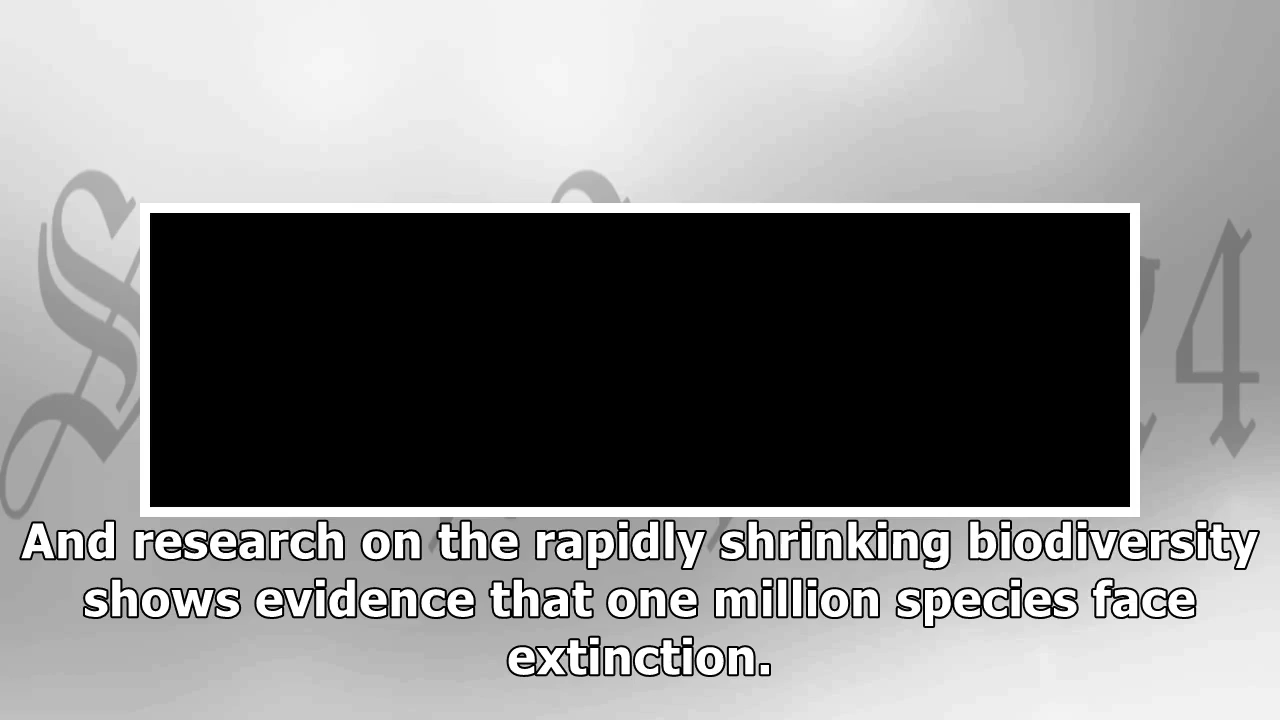 And research on the rapidly shrinking biodiversity
shows evidence that one million species face
extinction.